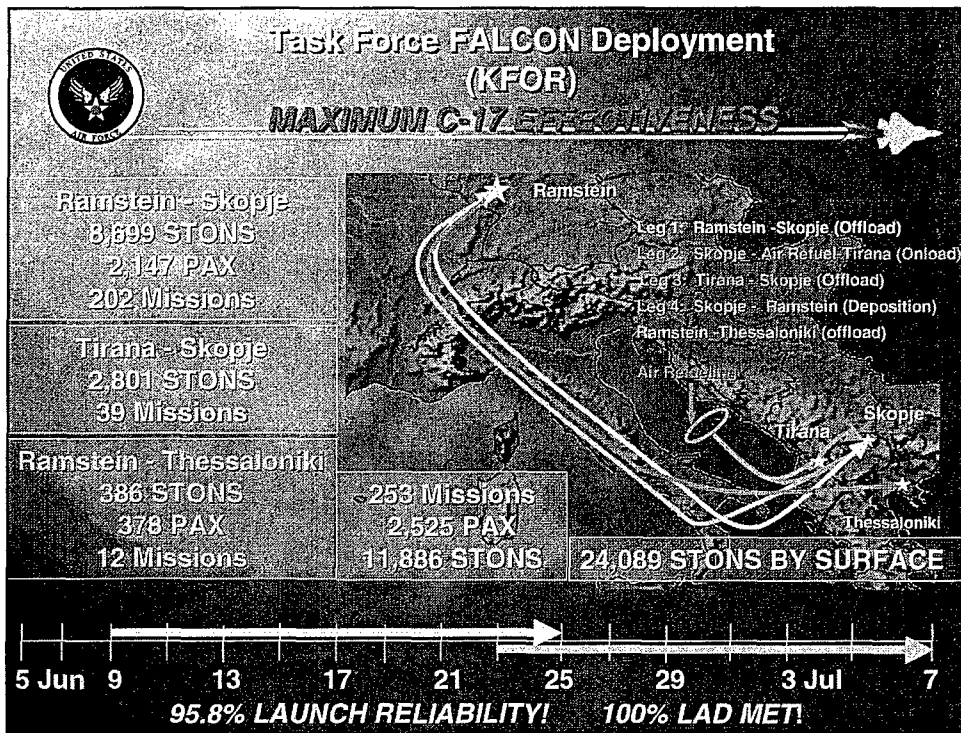 Task Force FALCON Deployment
(KFOR)
MAXIMUM C-17 EFFECTIVENESS
UNITED STATES
AIR FORCE
Ramstein - Skopje
8,699 STONS
2,147 PAX
202 Missions
Tirana - Skopje
2,801 STONS
39 Missions
Ramstein - Thessaloniki
386 STONS
378 PAX
12 Missions
253 Missions
2,525 PAX
11,886 STONS
Ramstein
Leg 1: Ramstein -Skopje (Offload)
Leg 2: Skopje - Air Refuel-Tirana (Onload)
Leg 3: Tirana - Skopje (Offload)
Leg 4: Skopje - Ramstein (Deposition)
Ramstein -Thessaloniki (offload)
Air Refueling
Skopje
Tirana
Thessaloniki
24,089 STONS BY SURFACE
5 Jun 9 13 17 21 25 29 3 Jul 7
95.8% LAUNCH RELIABILITY! 100% LAD MET!